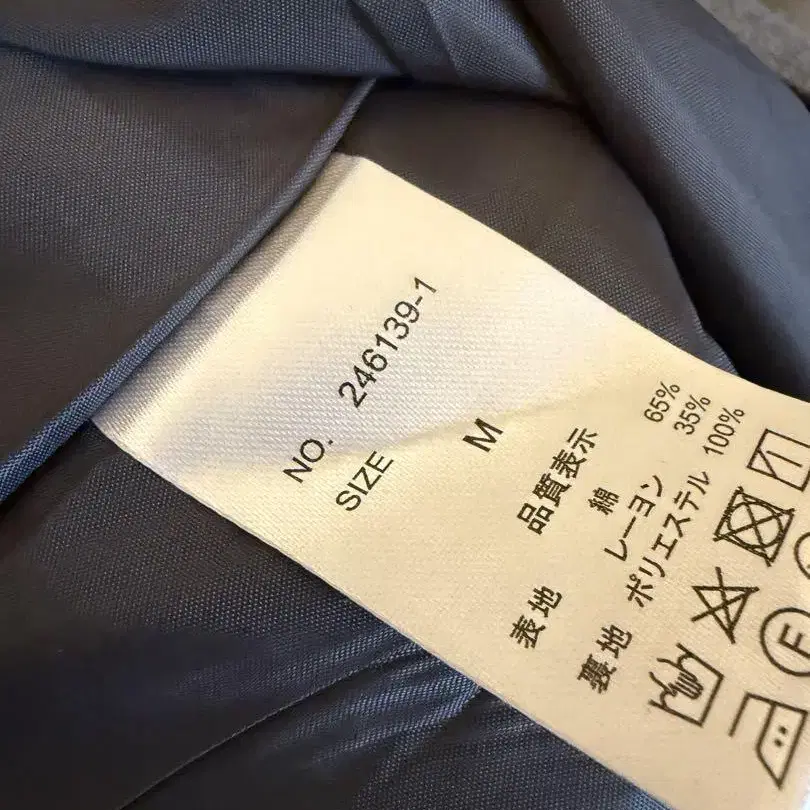 NO. 246139-1
SIZE M
品質表示
表地 綿 65%
レーヨン 35%
裏地 ポリエステル 100%